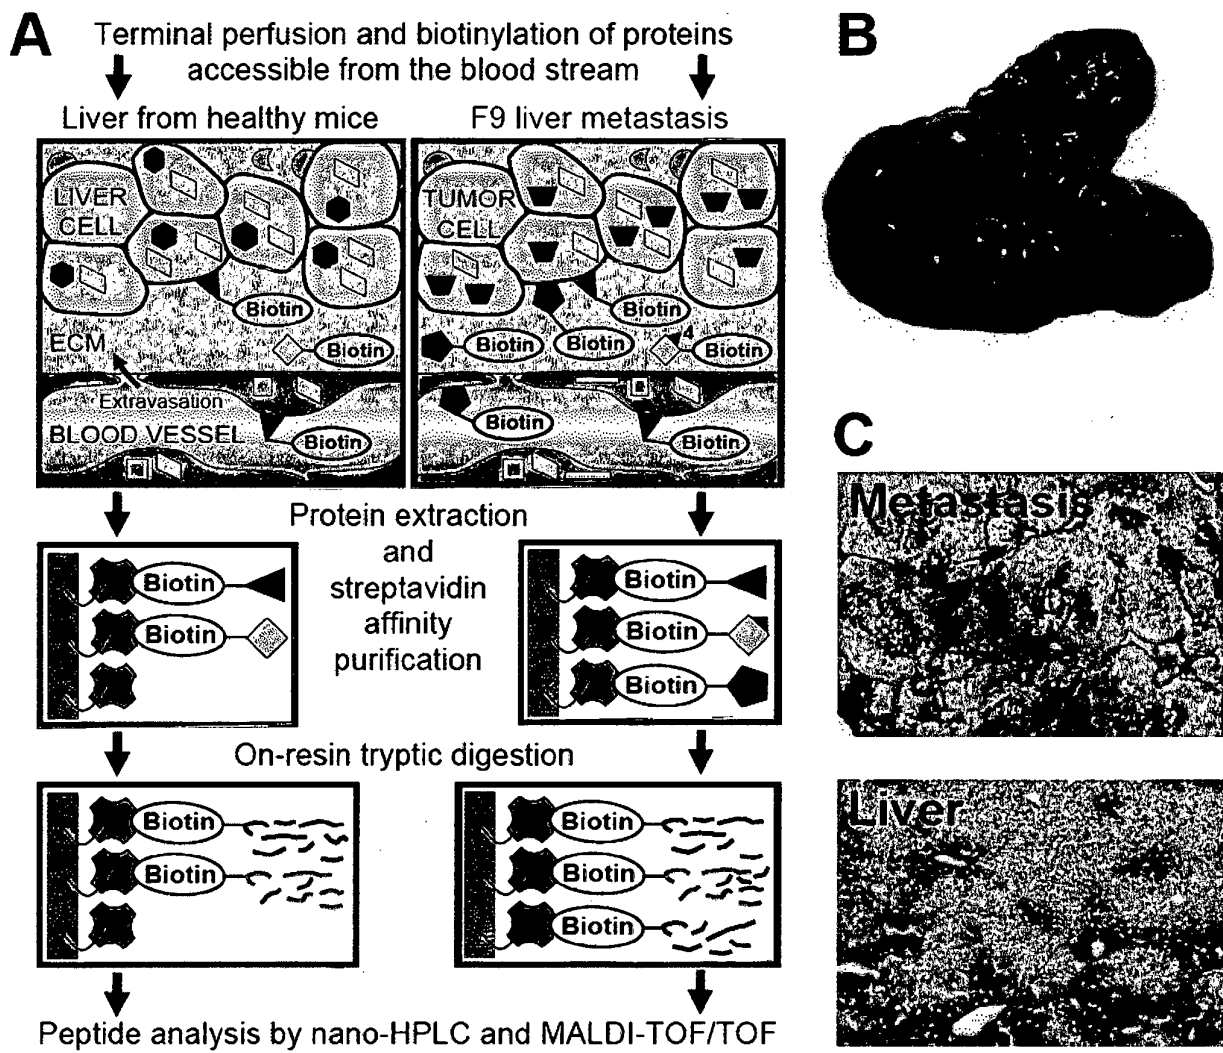 A
Terminal perfusion and biotinylation of proteins
accessible from the blood stream
Liver from healthy mice
F9 liver metastasis
LIVER
CELL
Biotin
ECM
Biotin
Extravasation
BLOOD VESSEL
Biotin
TUMOR
CELL
Biotin
Biotin
Biotin
4
Biotin
Biotin
Biotin
Protein extraction
and
streptavidin
affinity
purification
Biotin
Biotin
Biotin
Biotin
Biotin
On-resin tryptic digestion
Biotin
Biotin
Biotin
Biotin
Biotin
Peptide analysis by nano-HPLC and MALDI-TOF/TOF
B
C
Metastasis
Liver